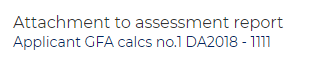 Attachment to assessment report
Applicant GFA calcs no.1 DA2018 - 1111